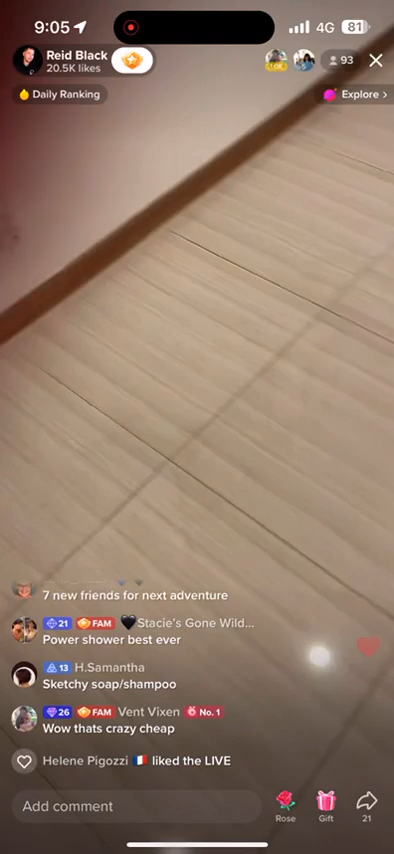 9:05
4G
81
Reid Black
20.5K likes
93
Daily Ranking
Explore >
7 new friends for next adventure
21 FAM 🖤Stacie's Gone Wild...
Power shower best ever
13 H.Samantha
Sketchy soap/shampoo
26 FAM Vent Vixen No. 1
Wow thats crazy cheap
Helene Pigozzi 🇫🇷 liked the LIVE
Add comment
Rose
Gift
21